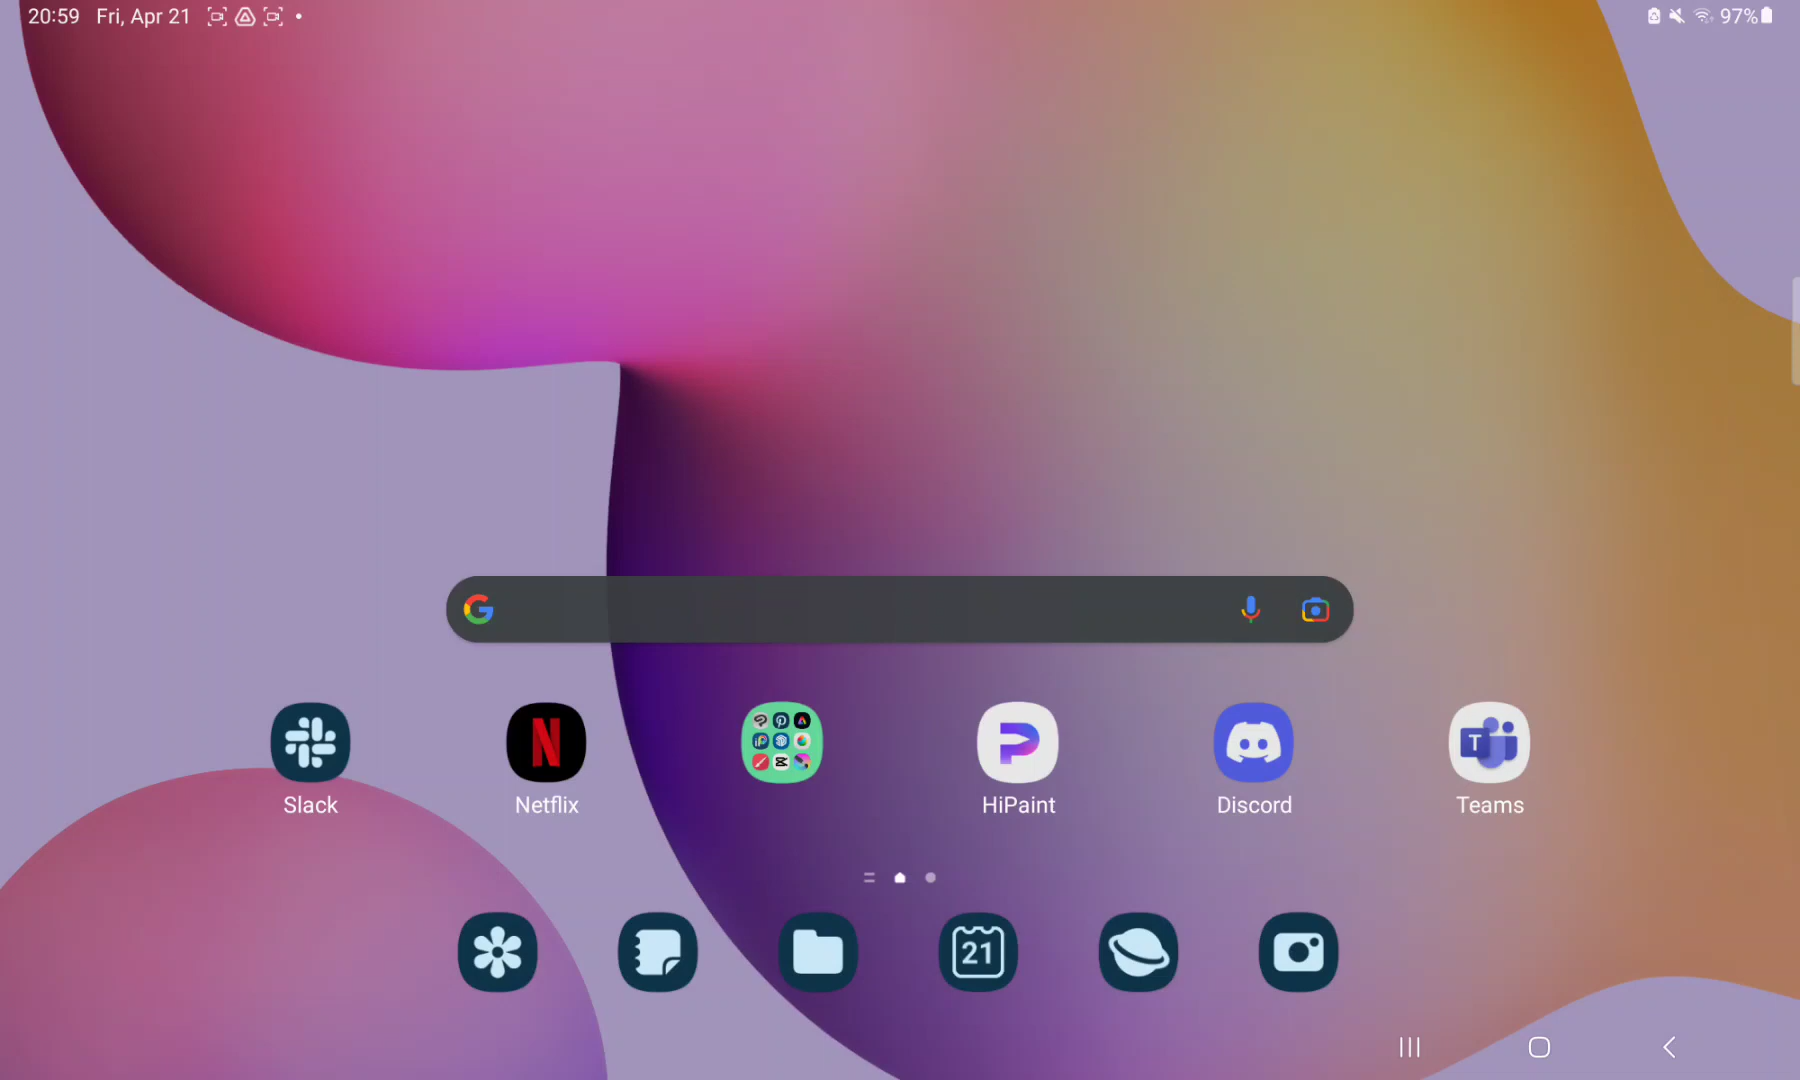 20:59 Fri, Apr 21
97%
Slack
Netflix
HiPaint
Discord
T
Teams
21